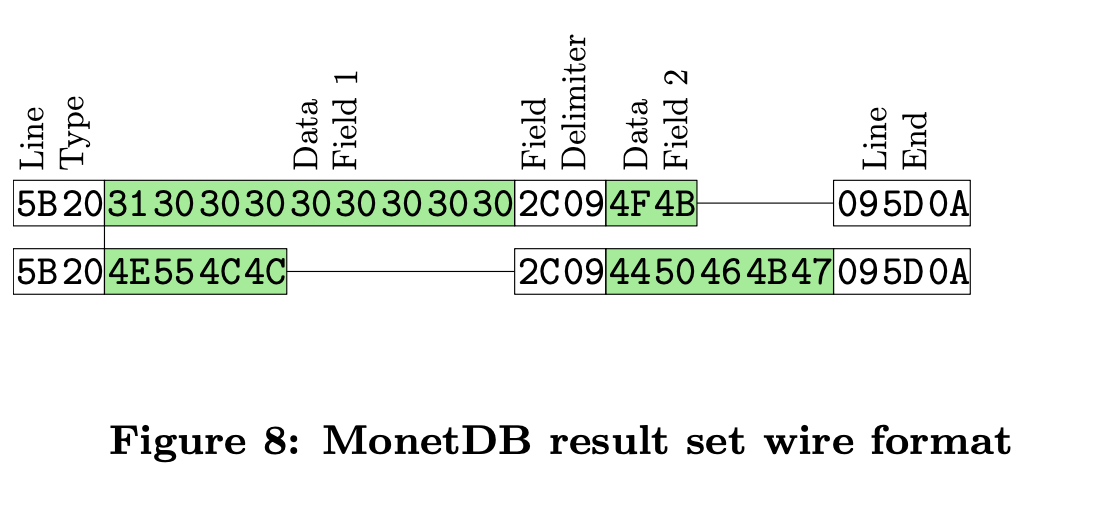 Line Type
Data Field 1
Field Delimiter
Data Field 2
Line End
5B 20 31 30 30 30 30 30 30 30 30 2C 09 4F 4B 09 5D 0A
5B 20 4E 55 4C 4C 2C 09 44 50 46 4B 47 09 5D 0A
Figure 8: MonetDB result set wire format